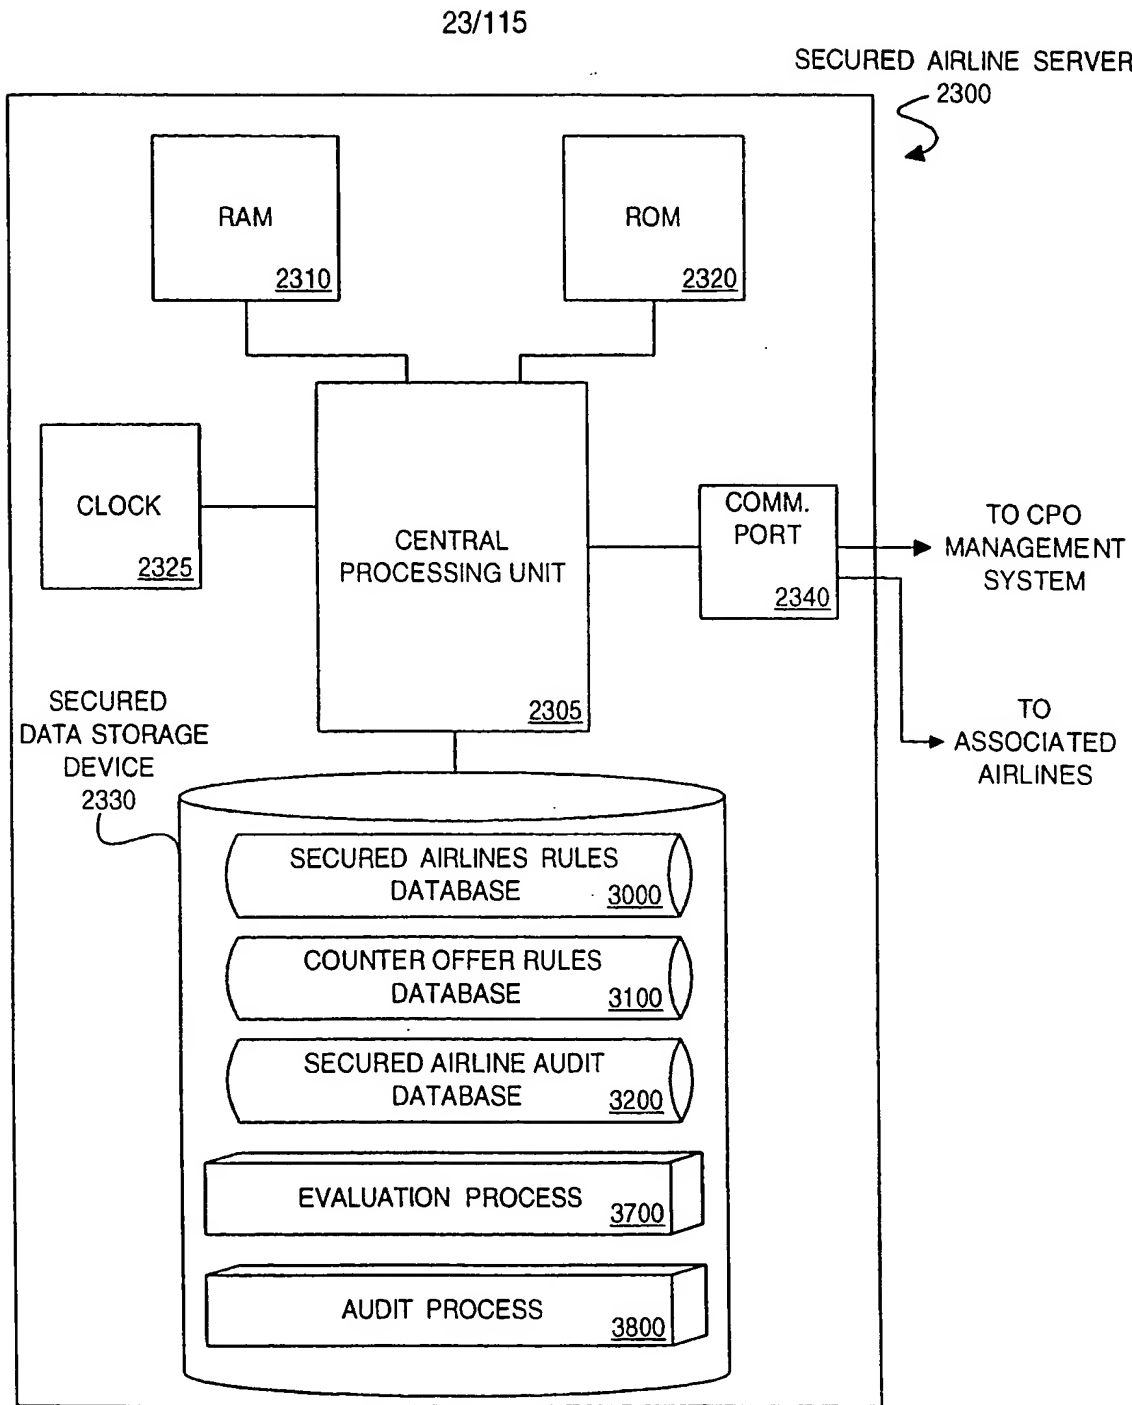 23/115
SECURED AIRLINE SERVER
2300
RAM
2310
ROM
2320
CLOCK
2325
CENTRAL
PROCESSING UNIT
2305
COMM.
PORT
2340
TO CPO
MANAGEMENT
SYSTEM
TO
ASSOCIATED
AIRLINES
SECURED
DATA STORAGE
DEVICE
2330
SECURED AIRLINES RULES
DATABASE
3000
COUNTER OFFER RULES
DATABASE
3100
SECURED AIRLINE AUDIT
DATABASE
3200
EVALUATION PROCESS
3700
AUDIT PROCESS
3800